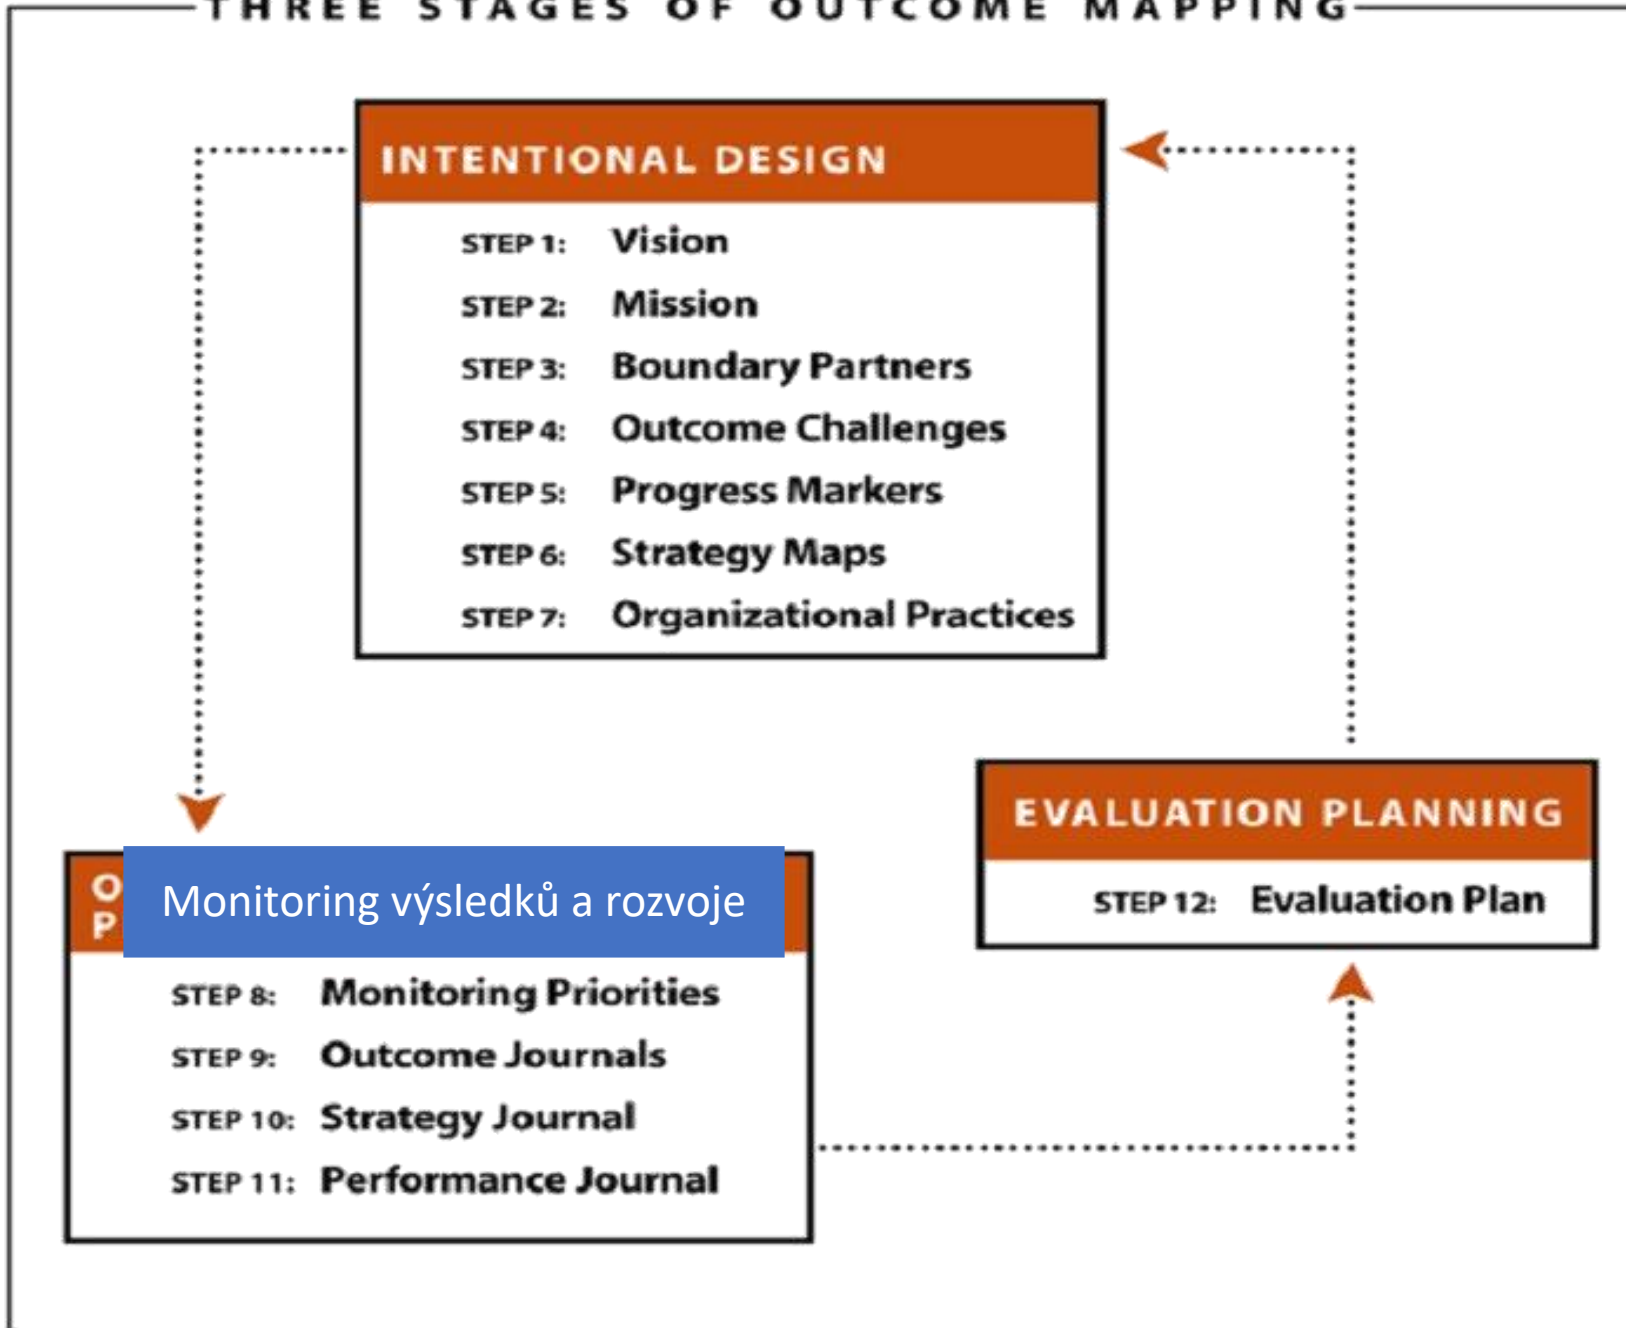 THREE STAGES OF OUTCOME MAPPING
INTENTIONAL DESIGN
STEP 1: Vision
STEP 2: Mission
STEP 3: Boundary Partners
STEP 4: Outcome Challenges
STEP 5: Progress Markers
STEP 6: Strategy Maps
STEP 7: Organizational Practices
O
P
Monitoring výsledků a rozvoje
STEP 8: Monitoring Priorities
STEP 9: Outcome Journals
STEP 10: Strategy Journal
STEP 11: Performance Journal
EVALUATION PLANNING
STEP 12: Evaluation Plan